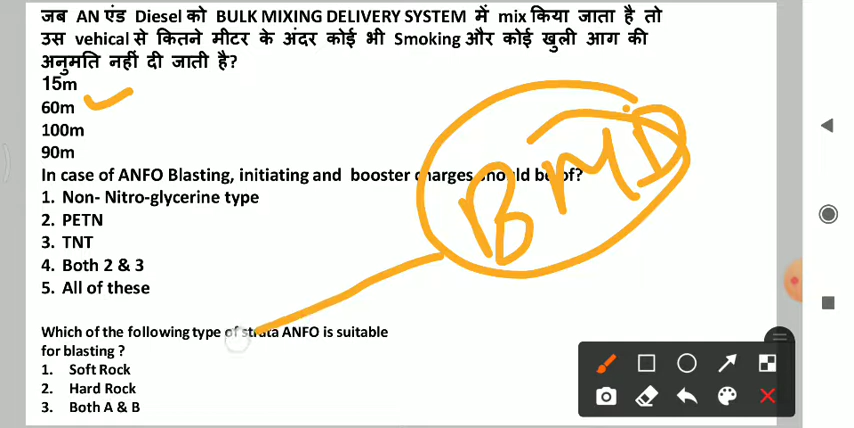 जब AN एंड Diesel को BULK MIXING DELIVERY SYSTEM में mix किया जाता है तो
उस vehical से कितने मीटर के अंदर कोई भी Smoking और कोई खुली आग की
अनुमति नहीं दी जाती है?
15m
60m
100m
90m
In case of ANFO Blasting, initiating and booster charges should be of?
1. Non- Nitro-glycerine type
2. PETN
3. TNT
4. Both 2 & 3
5. All of these
BMD
Which of the following type of strata ANFO is suitable
for blasting ?
1. Soft Rock
2. Hard Rock
3. Both A & B